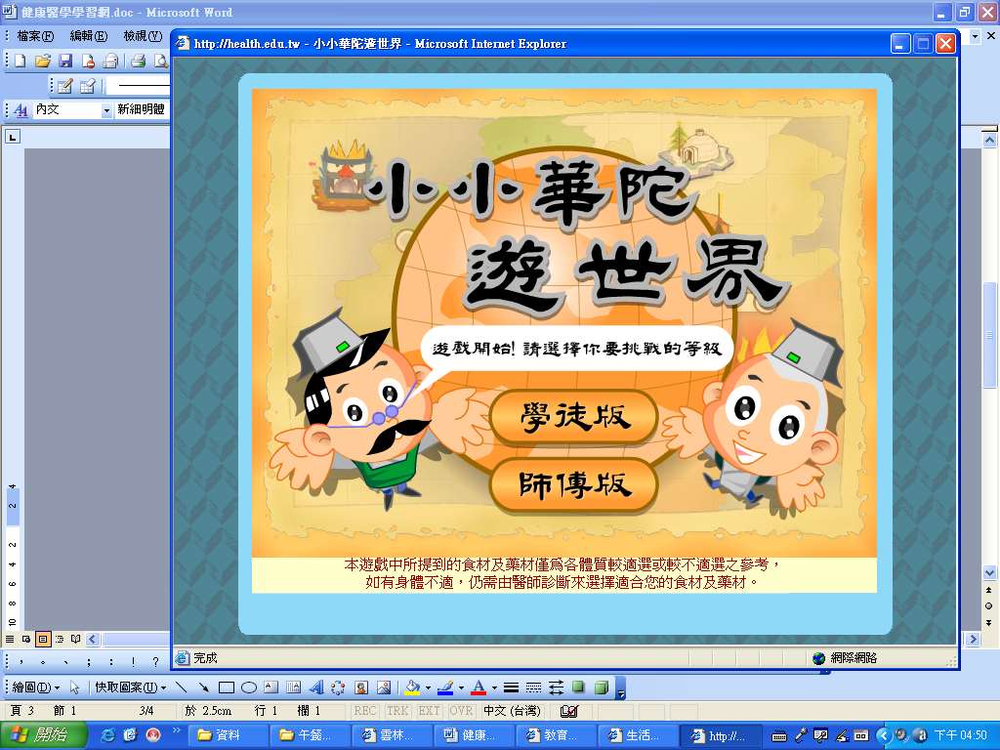 健康醫學學習網.doc - Microsoft Word
檔案(F) 編輯(E) 檢視(V)
http://health.edu.tw - 小小華陀遊世界 - Microsoft Internet Explorer
內文 新細明體
小小華陀
遊世界
遊戲開始! 請選擇你要挑戰的等級
學徒版
師傅版
本遊戲中所提到的食材及藥材僅為各體質較適選或較不適選之參考，
如有身體不適，仍需由醫師診斷來選擇適合您的食材及藥材。
完成 網際網路
， 。 、 ； ： ！ ？
繪圖(D) 快取圖案(U)
頁 3 節 1 3/4 於 2.5cm 行 1 欄 1 REC TRK EXT OVR 中文 (台灣)
開始 資料 午餐... 雲林... 健康... 教育... 生活... http://... 下午 04:50